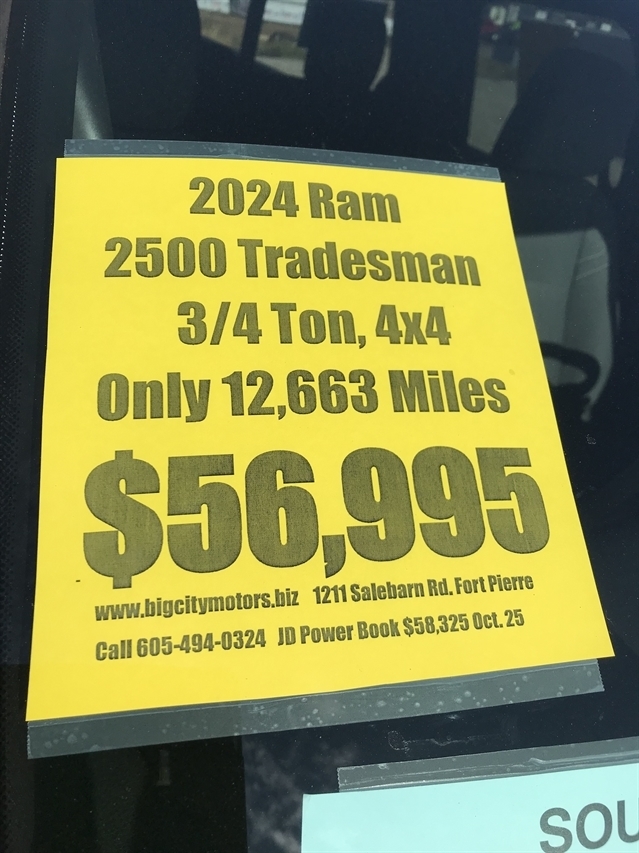 2024 Ram
2500 Tradesman
3/4 Ton, 4x4
Only 12,663 Miles
$56,995
www.bigcitymotors.biz 1211 Salebarn Rd. Fort Pierre
Call 605-494-0324 JD Power Book $58,325 Oct. 25
SOU